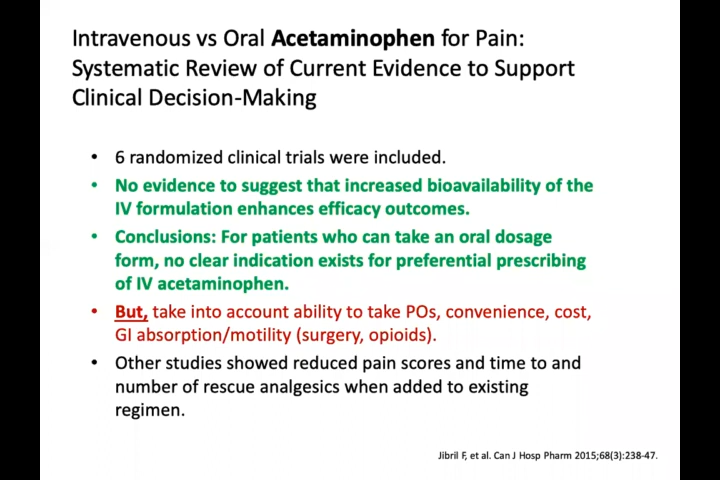 Intravenous vs Oral Acetaminophen for Pain:
Systematic Review of Current Evidence to Support
Clinical Decision-Making
• 6 randomized clinical trials were included.
• No evidence to suggest that increased bioavailability of the
IV formulation enhances efficacy outcomes.
• Conclusions: For patients who can take an oral dosage
form, no clear indication exists for preferential prescribing
of IV acetaminophen.
• But, take into account ability to take POs, convenience, cost,
GI absorption/motility (surgery, opioids).
• Other studies showed reduced pain scores and time to and
number of rescue analgesics when added to existing
regimen.
Jibril F, et al. Can J Hosp Pharm 2015;68(3):238-47.